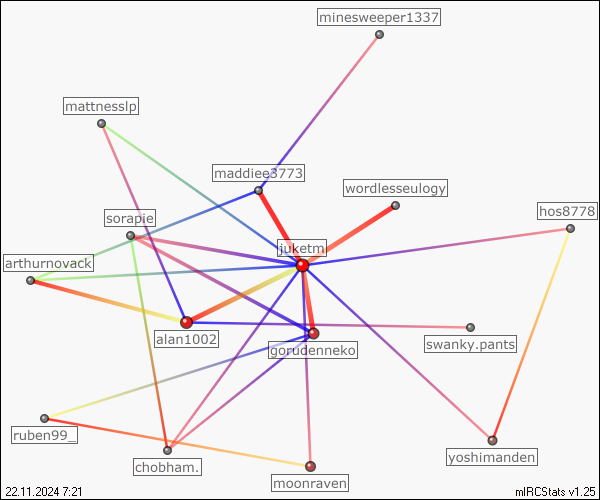 minesweeper1337
mattnesslp
maddiee3773
wordlesseulogy
sorapie
hos8778
juketm
arthurnovack
alan1002
gorudenneko
swanky.pants
ruben99_
chobham.
yoshimanden
moonraven
22.11.2024 7:21
mIRCStats v1.25